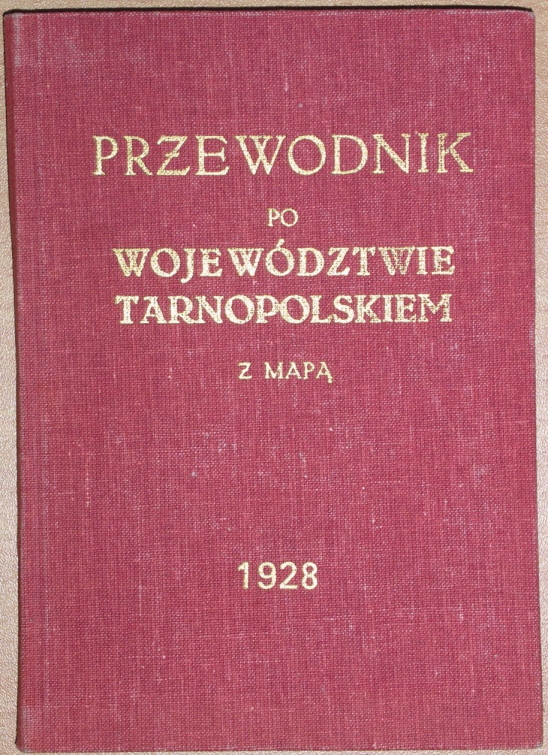 PRZEWODNIK
PO
WOJEWÓDZTWIE
TARNOPOLSKIEM
Z MAPĄ
1928